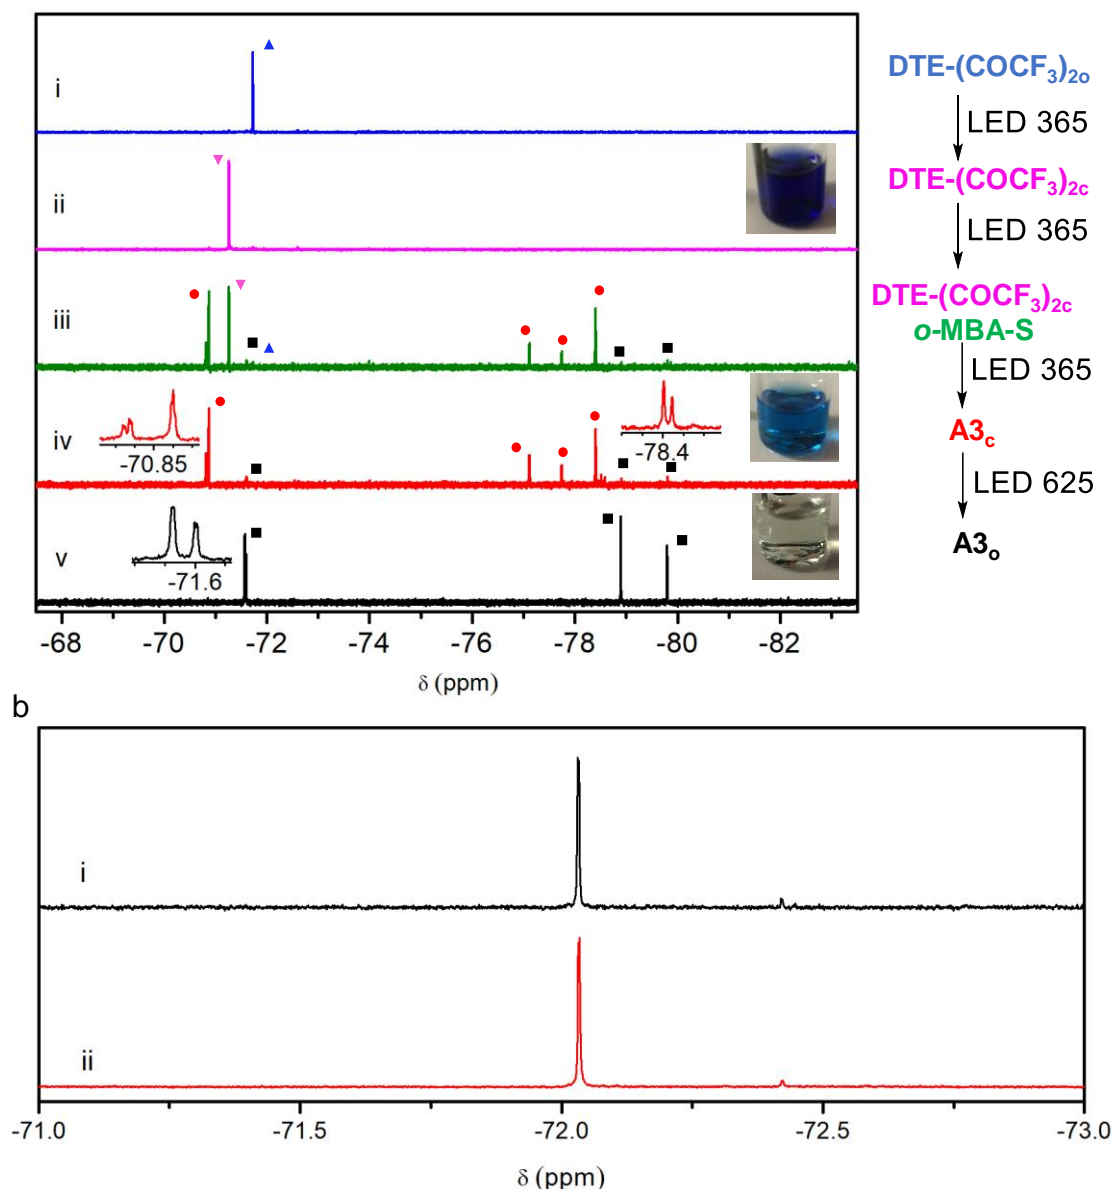 i
ii
iii
iv
v
-70.85
-78.4
-71.6
-68 -70 -72 -74 -76 -78 -80 -82
δ (ppm)
DTE-(COCF₃)₂ₒ
LED 365
DTE-(COCF₃)₂c
LED 365
DTE-(COCF₃)₂c
o-MBA-S
LED 365
A3c
LED 625
A3ₒ
b
i
ii
-71.0 -71.5 -72.0 -72.5 -73.0
δ (ppm)